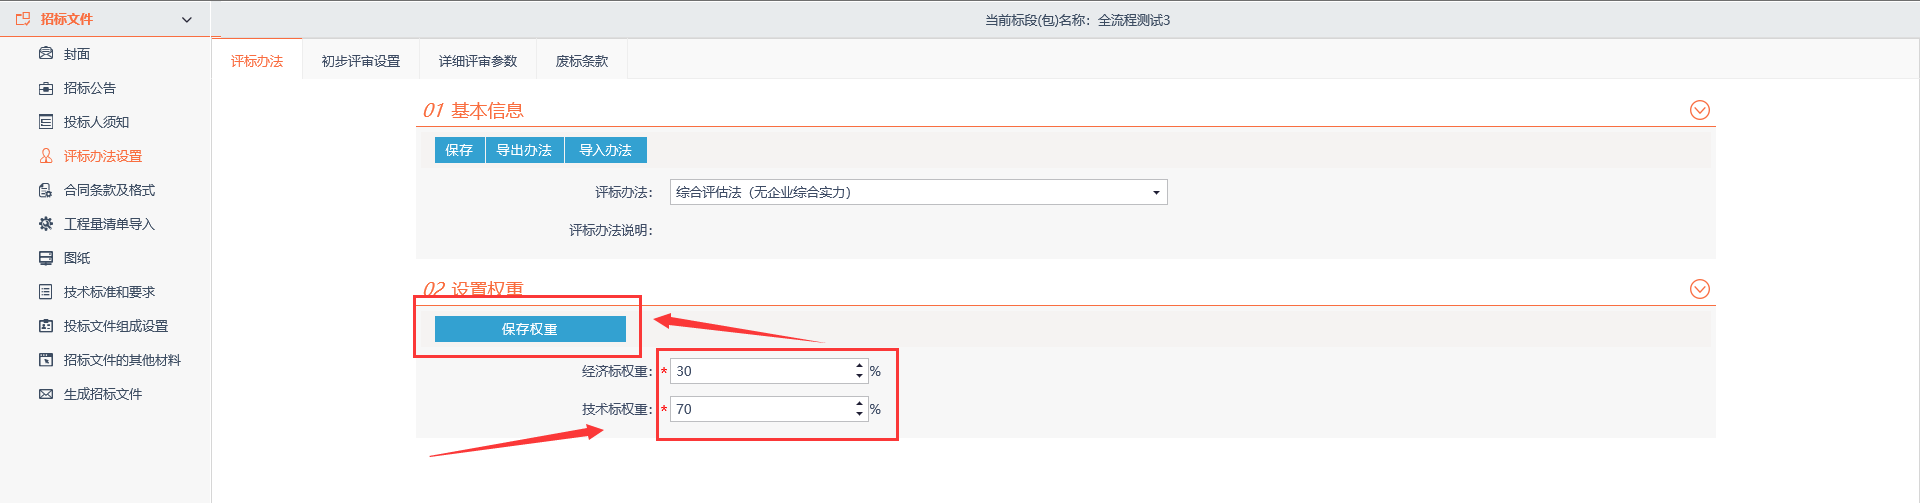 招标文件
当前标段(包)名称：全流程测试3
封面
招标公告
投标人须知
评标办法设置
合同条款及格式
工程量清单导入
图纸
技术标准和要求
投标文件组成设置
招标文件的其他材料
生成招标文件
评标办法 初步评审设置 详细评审参数 废标条款
01 基本信息
保存 导出办法 导入办法
评标办法： 综合评估法（无企业综合实力）
评标办法说明：
02 设置权重
保存权重
经济标权重： * 30 %
技术标权重： * 70 %